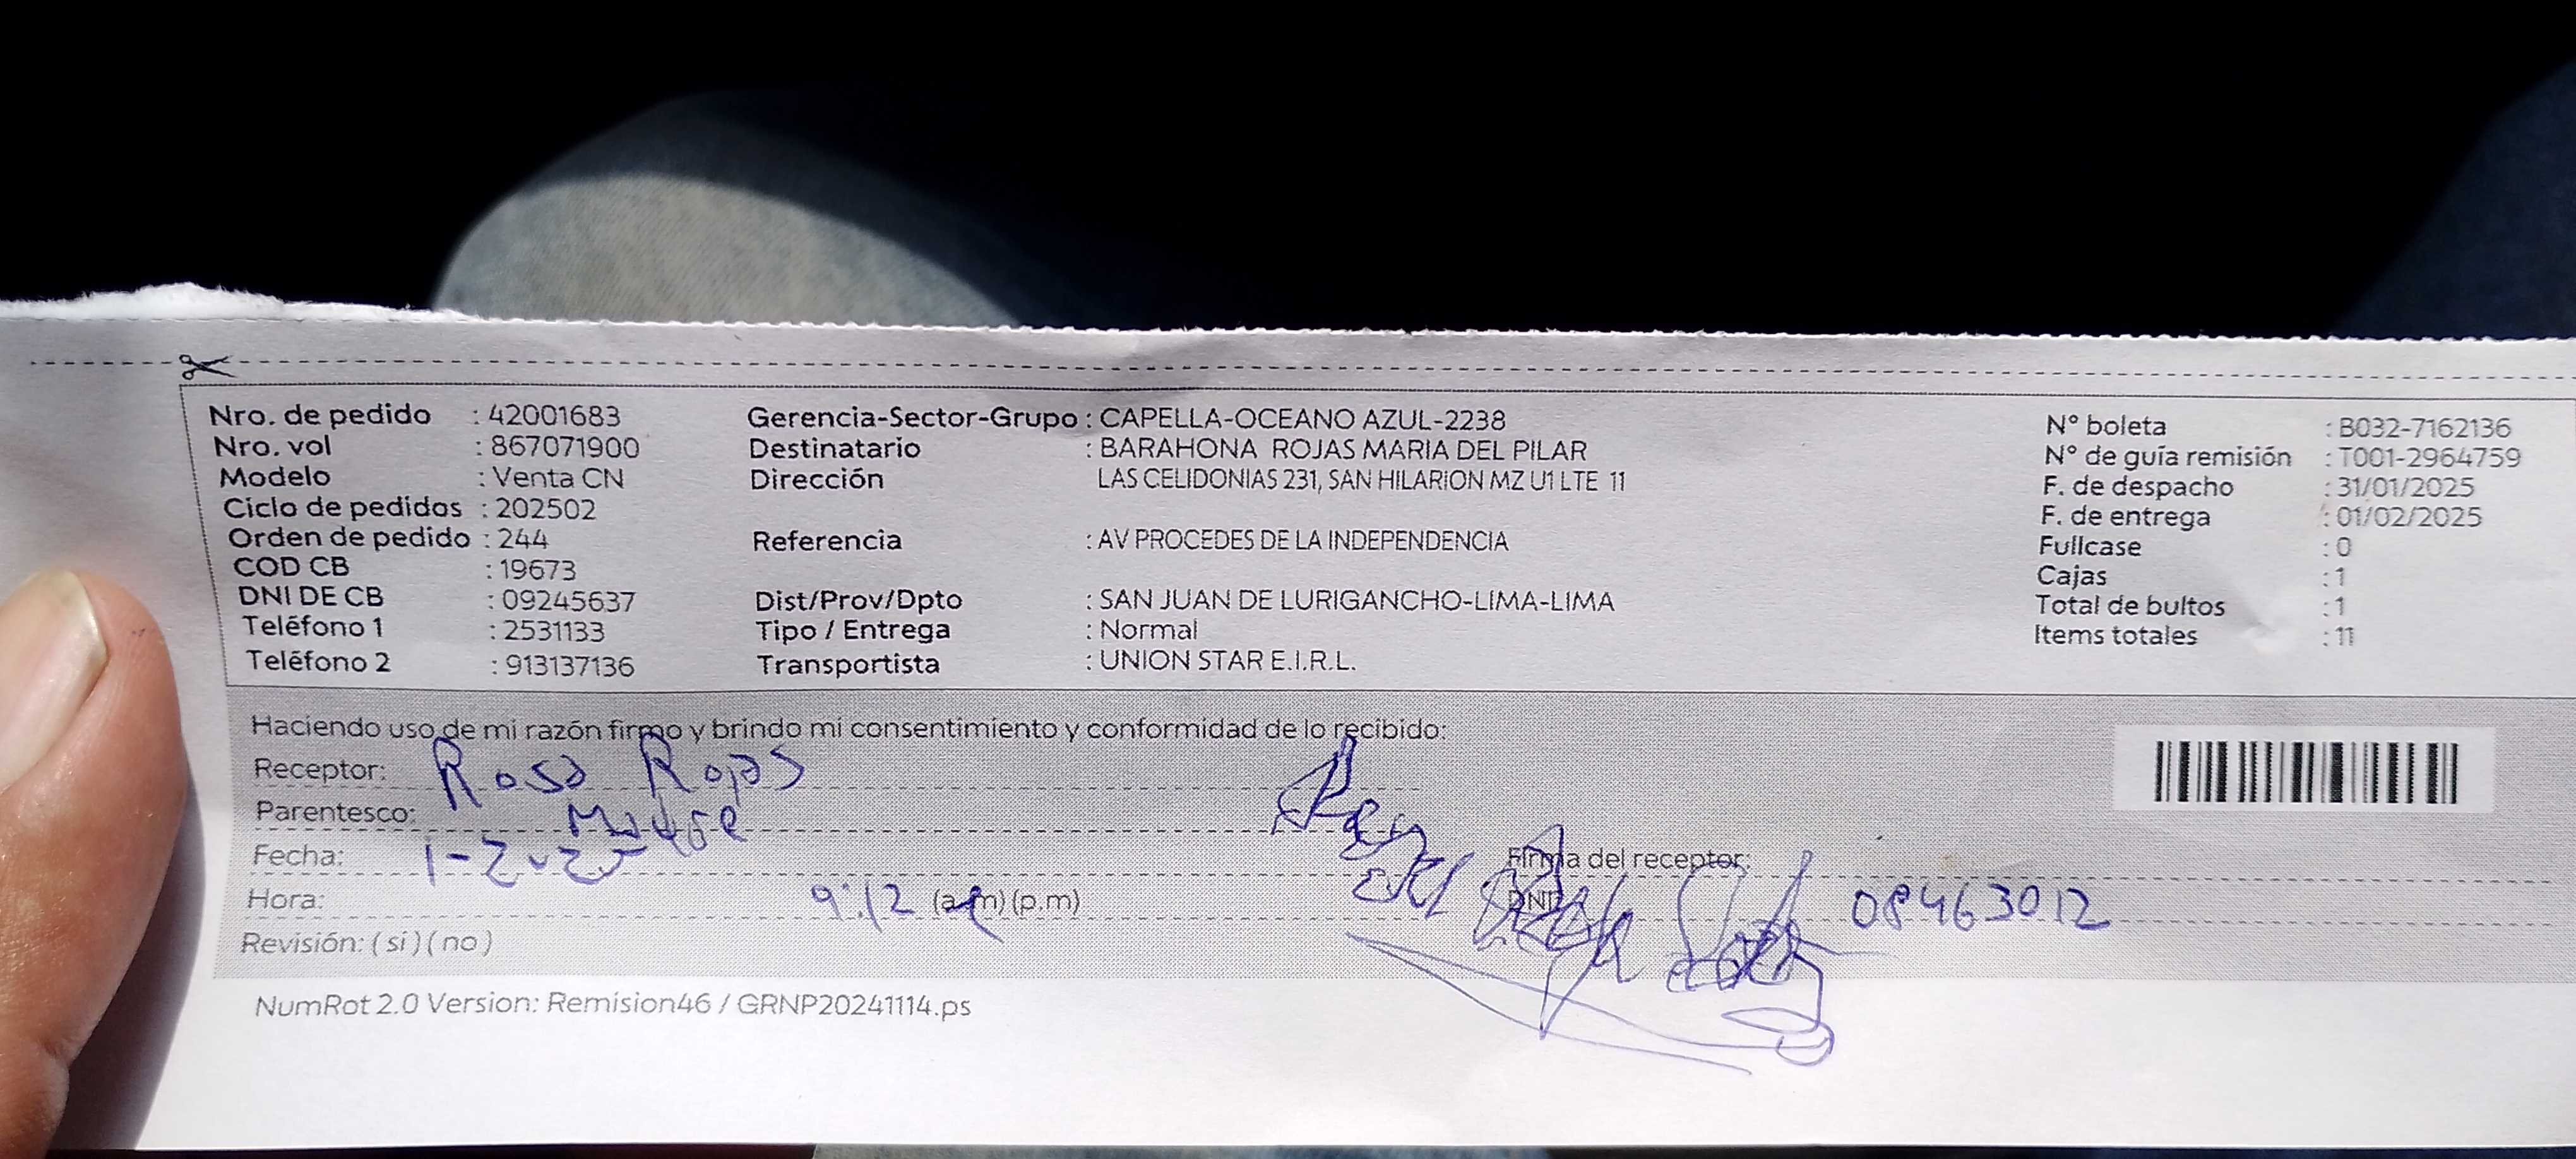 Nro. de pedido : 42001683
Nro. vol : 867071900
Modelo : Venta CN
Ciclo de pedidos : 202502
Orden de pedido : 244
COD CB : 19673
DNI DE CB : 09245637
Teléfono 1 : 2531133
Teléfono 2 : 913137136
Gerencia-Sector-Grupo : CAPELLA-OCEANO AZUL-2238
Destinatario : BARAHONA ROJAS MARIA DEL PILAR
Dirección LAS CELIDONIAS 231, SAN HILARION MZ U1 LTE 11
Referencia : AV PROCEDES DE LA INDEPENDENCIA
Dist/Prov/Dpto : SAN JUAN DE LURIGANCHO-LIMA-LIMA
Tipo / Entrega : Normal
Transportista : UNION STAR E.I.R.L.
N° boleta : B032-7162136
N° de guía remisión : T001-2964759
F. de despacho : 31/01/2025
F. de entrega : 01/02/2025
Fullcase : 0
Cajas : 1
Total de bultos : 1
Items totales : 11
Haciendo uso de mi razón firmo y brindo mi consentimiento y conformidad de lo recibido:
Receptor: Rosa Rojas
Parentesco: Madre
Fecha:
Firma del receptor:
Hora: 9:12 (a.m) (p.m)
DNI 08463012
Revisión: ( si ) ( no )
NumRot 2.0 Version: Remision46 / GRNP20241114.ps